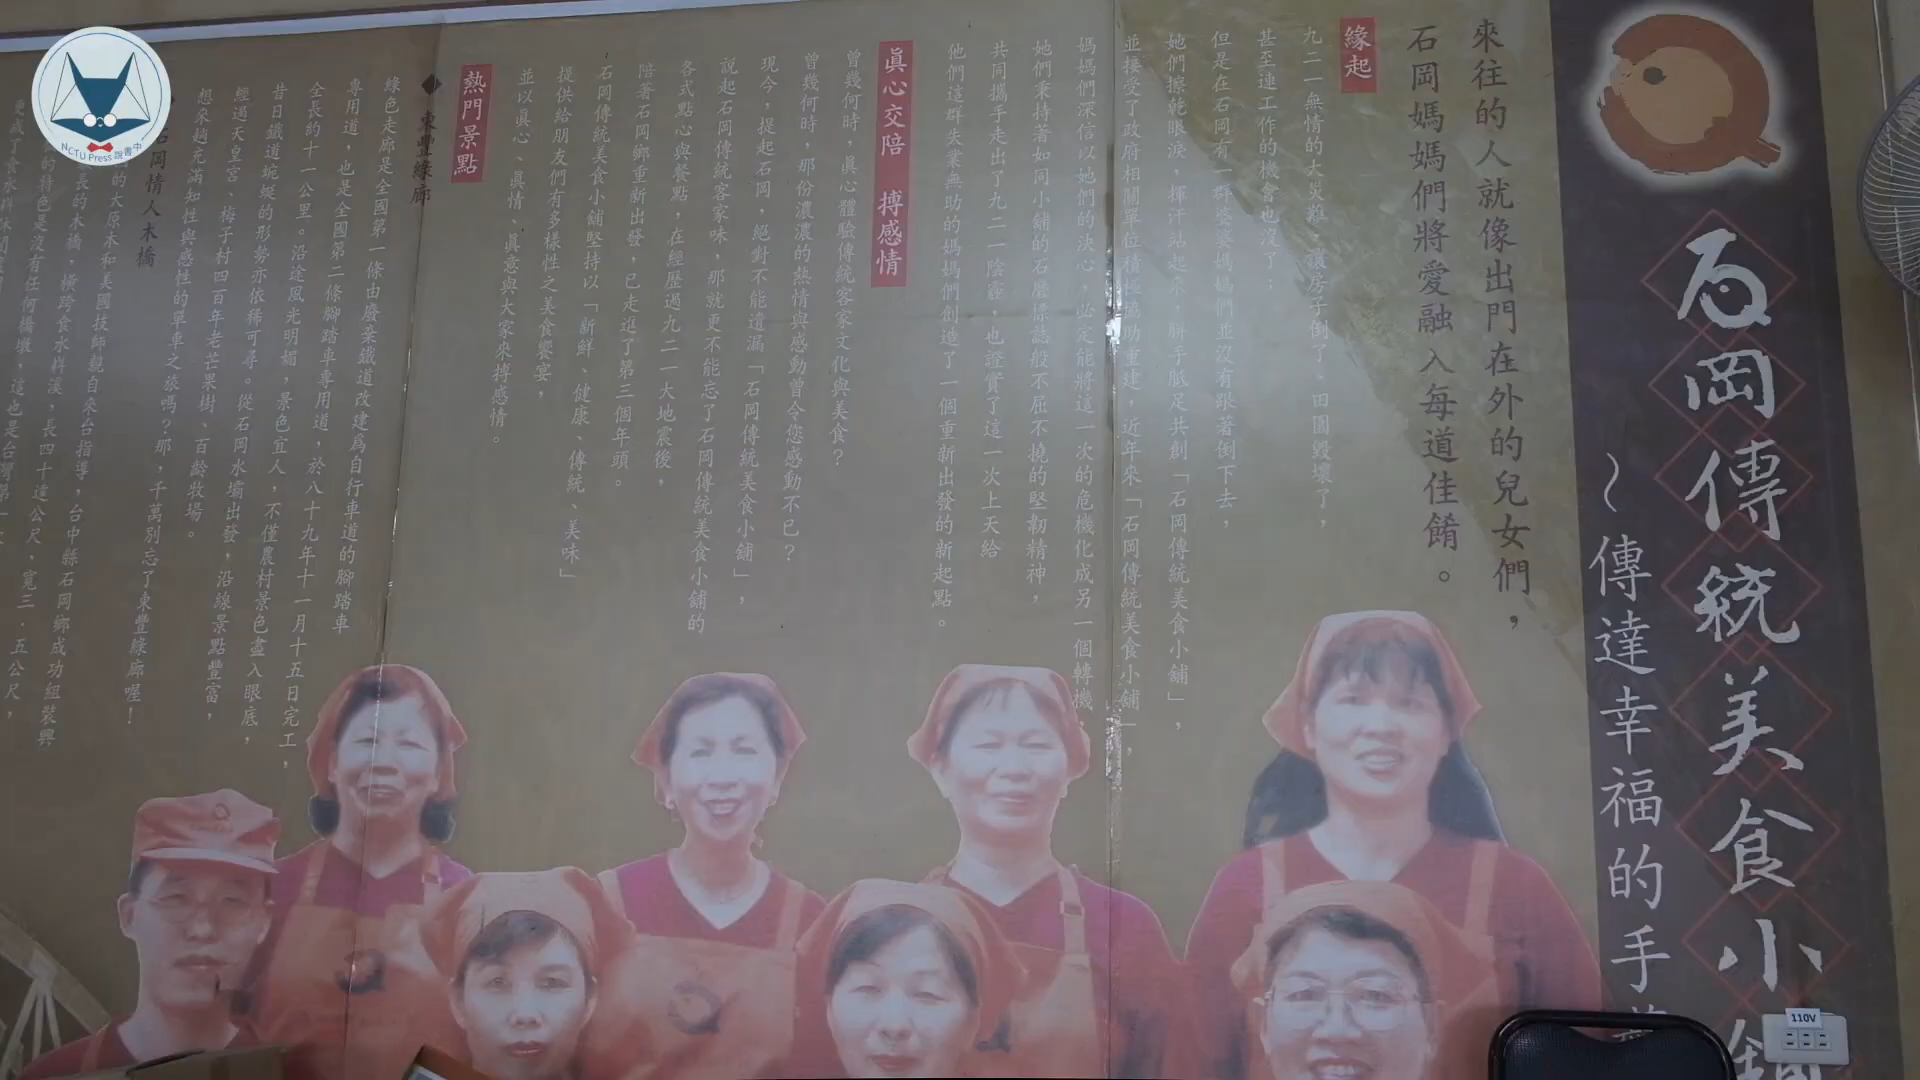 石岡傳統美食小舖
~傳達幸福的手
來往的人就像出門在外的兒女們，
石岡媽媽們將愛融入每道佳餚。
緣起
九二一無情的大災難，讓房子倒了、田園毀壞了，
甚至連工作的機會也沒了；
但是在石岡有一群婆婆媽媽們並沒有跟著倒下去，
她們擦乾眼淚，揮汗站起來，胼手胝足共創「石岡傳統美食小舖」，
並接受了政府相關單位積極協助重建，近年來「石岡傳統美食小舖」，
媽媽們深信以她們的決心，必定能將這一次的危機化成另一個轉機，
她們秉持著如同小舖的石磨標誌般不屈不撓的堅韌精神，
共同攜手走出了九二一陰霾，也證實了這一次上天給
他們這群失業無助的媽媽們創造了一個重新出發的新起點。
真心交陪 搏感情
曾幾何時，真心體驗傳統客家文化與美食？
曾幾何時，那份濃濃的熱情與感動曾令您感動不已？
現今，提起石岡，絕對不能遺漏「石岡傳統美食小舖」，
說起石岡傳統客家味，那就更不能忘了石岡傳統美食小舖的
各式點心與餐點，在經歷過九二一大地震後，
陪著石岡鄉重新出發，已走進了第三個年頭。
石岡傳統美食小舖堅持以「新鮮、健康、傳統、美味」
提供給朋友們有多樣性之美食饗宴，
並以真心、真情、真意與大家來搏感情。
熱門景點
◆東豐綠廊
綠色走廊是全國第一條由廢棄鐵道改建為自行車道的腳踏車
專用道，也是全國第二條腳踏車專用道，於八十九年十一月十五日完工，
全長約十一公里。沿途風光明媚，景色宜人，不僅農村景色盡入眼底，
昔日鐵道蜿蜒的形勢亦依稀可尋。從石岡水壩出發，沿線景點豐富，
經過天皇宮、梅子村四百年老芒果樹、百齡牧場。
想來趟充滿知性與感性的單車之旅嗎？那，千萬別忘了東豐綠廊喔！
石岡情人木橋
的大原木和美國技師親自來台指導，台中縣石岡鄉成功組裝興
長的木橋，橫跨食水嵙溪，長四十這公尺，寬三．五公尺，
的特色是沒有任何橋墩，這也是台灣第一
NCTU Press 說書中
110V